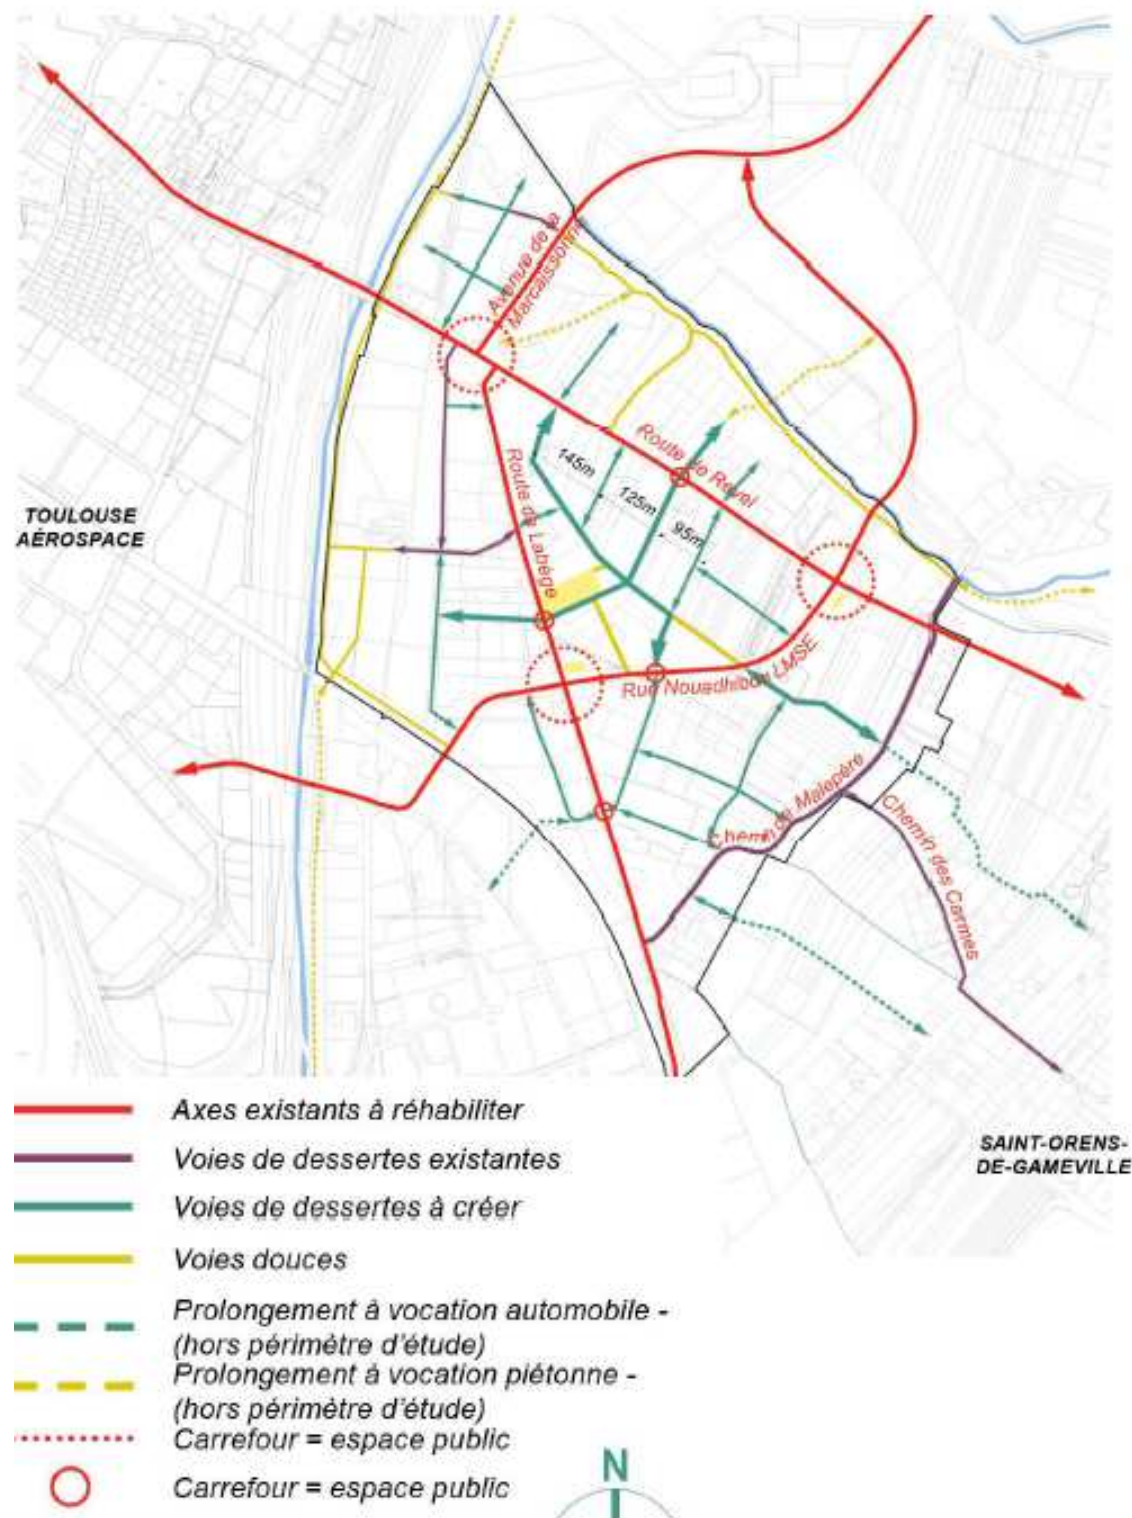 Avenue de la
Marcaissonne
Route de Revel
145m
125m
95m
Route de Labège
TOULOUSE
AÉROSPACE
Rue Nouadhibou LMSE
Chemin de Malepère
Chemin des Carmes
SAINT-ORENS-
DE-GAMEVILLE
Axes existants à réhabiliter
Voies de dessertes existantes
Voies de dessertes à créer
Voies douces
Prolongement à vocation automobile -
(hors périmètre d'étude)
Prolongement à vocation piétonne -
(hors périmètre d'étude)
Carrefour = espace public
Carrefour = espace public
N